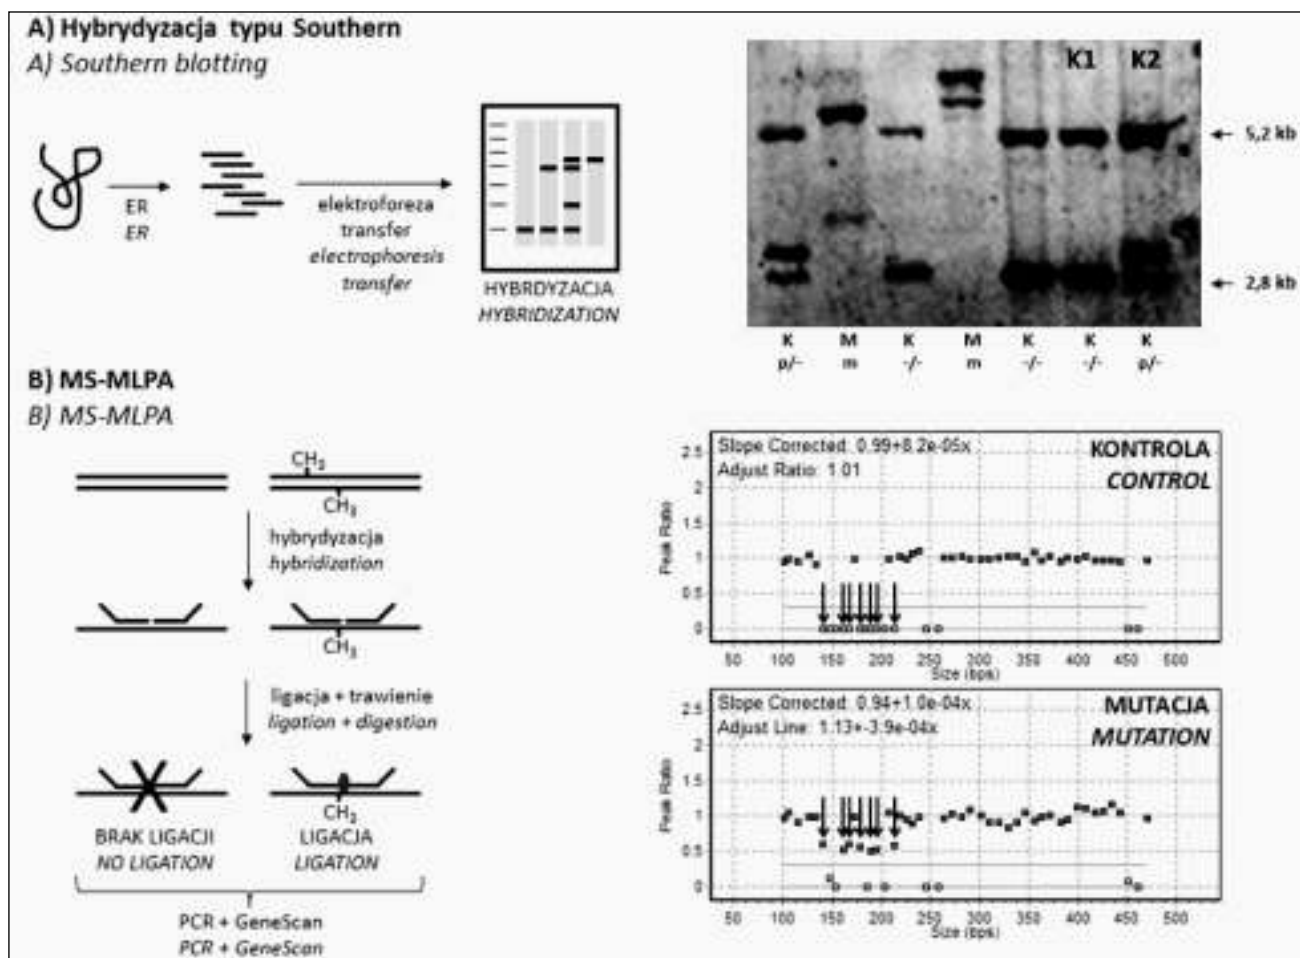 A) Hybrydyzacja typu Southern
A) Southern blotting
ER
ER
elektroforeza
transfer
electrophoresis
transfer
HYBRDYZACJA
HYBRIDIZATION
K1 K2
5,2 kb
2,8 kb
K M K M K K K
p/- m -/- m -/- -/- p/-
B) MS-MLPA
B) MS-MLPA
CH3
CH3
hybrydyzacja
hybridization
CH3
ligacja + trawienie
ligation + digestion
CH3
BRAK LIGACJI LIGACJA
NO LIGATION LIGATION
PCR + GeneScan
PCR + GeneScan
Slope Corrected: 0.99+8.2e-05x
Adjust Ratio: 1.01
KONTROLA
CONTROL
Peak Ratio
2.5
2
1.5
1
0.5
0
50 100 150 200 250 300 350 400 450 500
Size (bps)
Slope Corrected: 0.94+1.0e-04x
Adjust Line: 1.13+-3.9e-04x
MUTACJA
MUTATION
Peak Ratio
2.5
2
1.5
1
0.5
0
50 100 150 200 250 300 350 400 450 500
Size (bps)